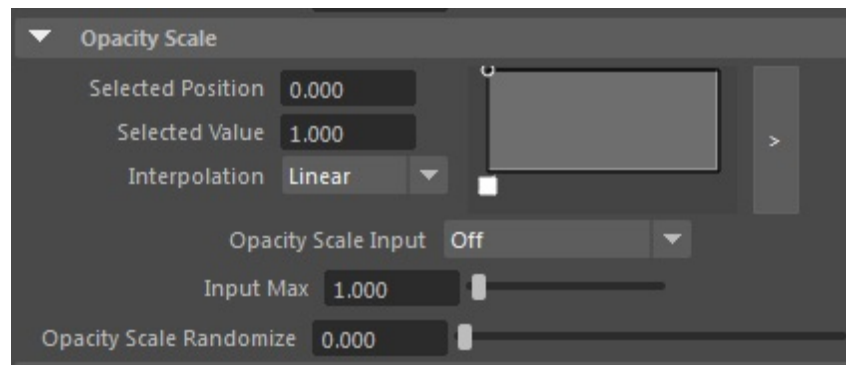 Opacity Scale
Selected Position 0.000
Selected Value 1.000
>
Interpolation Linear
Opacity Scale Input Off
Input Max 1.000
Opacity Scale Randomize 0.000